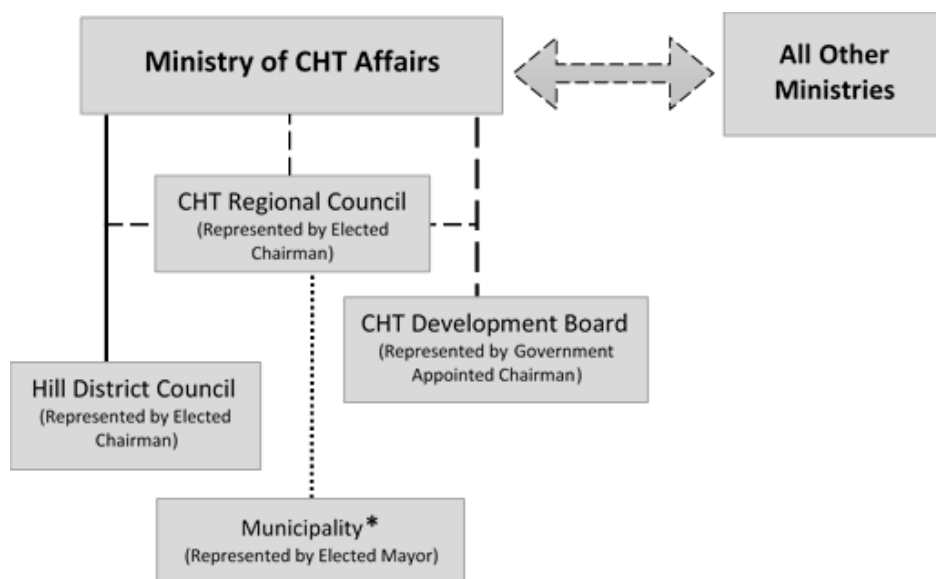 Ministry of CHT Affairs
All Other
Ministries
CHT Regional Council
(Represented by Elected
Chairman)
CHT Development Board
(Represented by Government
Appointed Chairman)
Hill District Council
(Represented by Elected
Chairman)
Municipality*
(Represented by Elected Mayor)